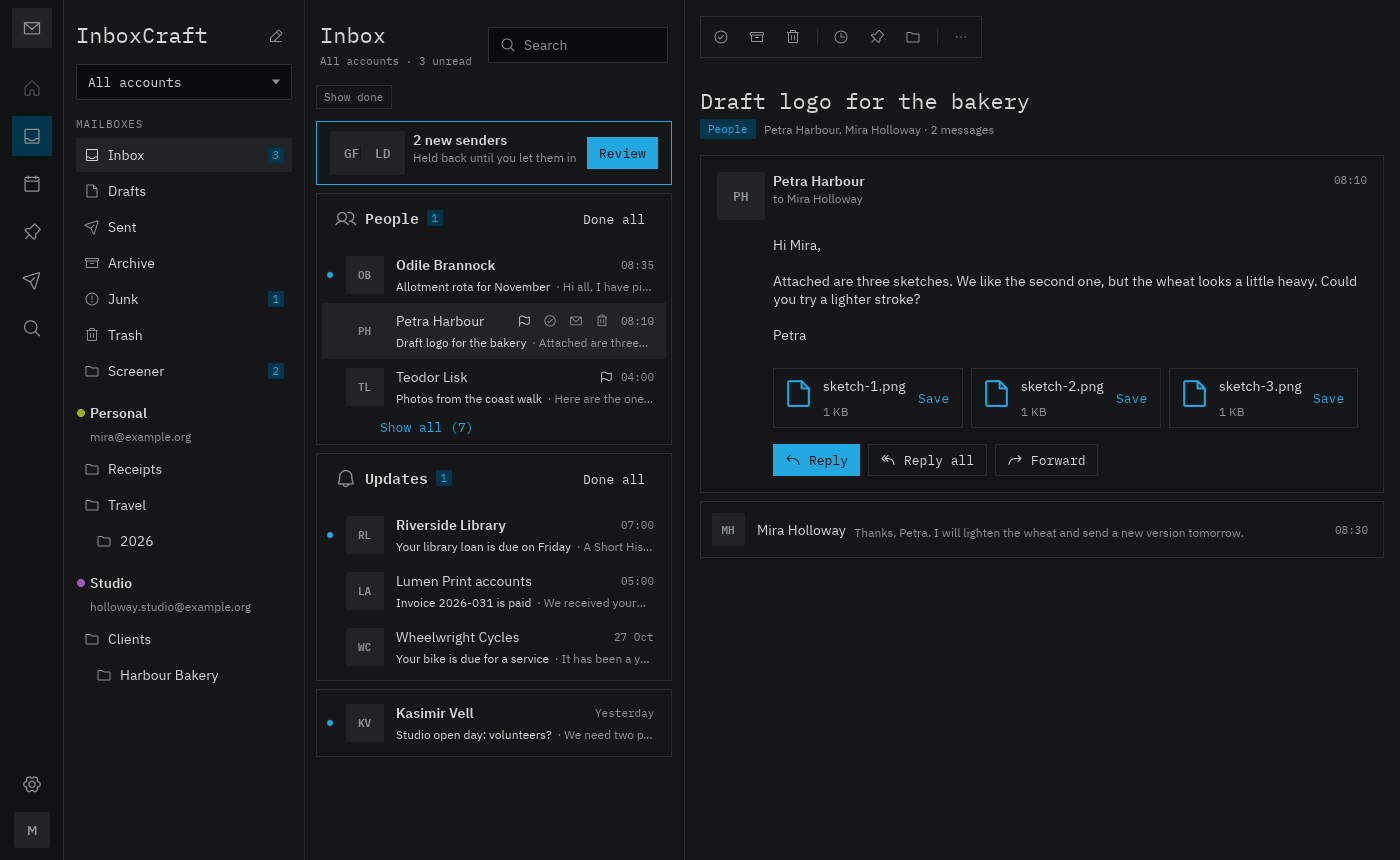 InboxCraft
All accounts
MAILBOXES
Inbox 3
Drafts
Sent
Archive
Junk 1
Trash
Screener 2
Personal
mira@example.org
Receipts
Travel
2026
Studio
holloway.studio@example.org
Clients
Harbour Bakery
M
Inbox
All accounts · 3 unread
Search
Show done
GF LD
2 new senders
Held back until you let them in
Review
People 1
Done all
OB
Odile Brannock 08:35
Allotment rota for November · Hi all, I have pi…
PH
Petra Harbour 08:10
Draft logo for the bakery · Attached are three…
TL
Teodor Lisk 04:00
Photos from the coast walk · Here are the one…
Show all (7)
Updates 1
Done all
RL
Riverside Library 07:00
Your library loan is due on Friday · A Short His…
LA
Lumen Print accounts 05:00
Invoice 2026-031 is paid · We received your…
WC
Wheelwright Cycles 27 Oct
Your bike is due for a service · It has been a y…
KV
Kasimir Vell Yesterday
Studio open day: volunteers? · We need two p…
Draft logo for the bakery
People Petra Harbour, Mira Holloway · 2 messages
PH
Petra Harbour 08:10
to Mira Holloway
Hi Mira,
Attached are three sketches. We like the second one, but the wheat looks a little heavy. Could
you try a lighter stroke?
Petra
sketch-1.png
1 KB
Save
sketch-2.png
1 KB
Save
sketch-3.png
1 KB
Save
Reply
Reply all
Forward
MH
Mira Holloway Thanks, Petra. I will lighten the wheat and send a new version tomorrow. 08:30